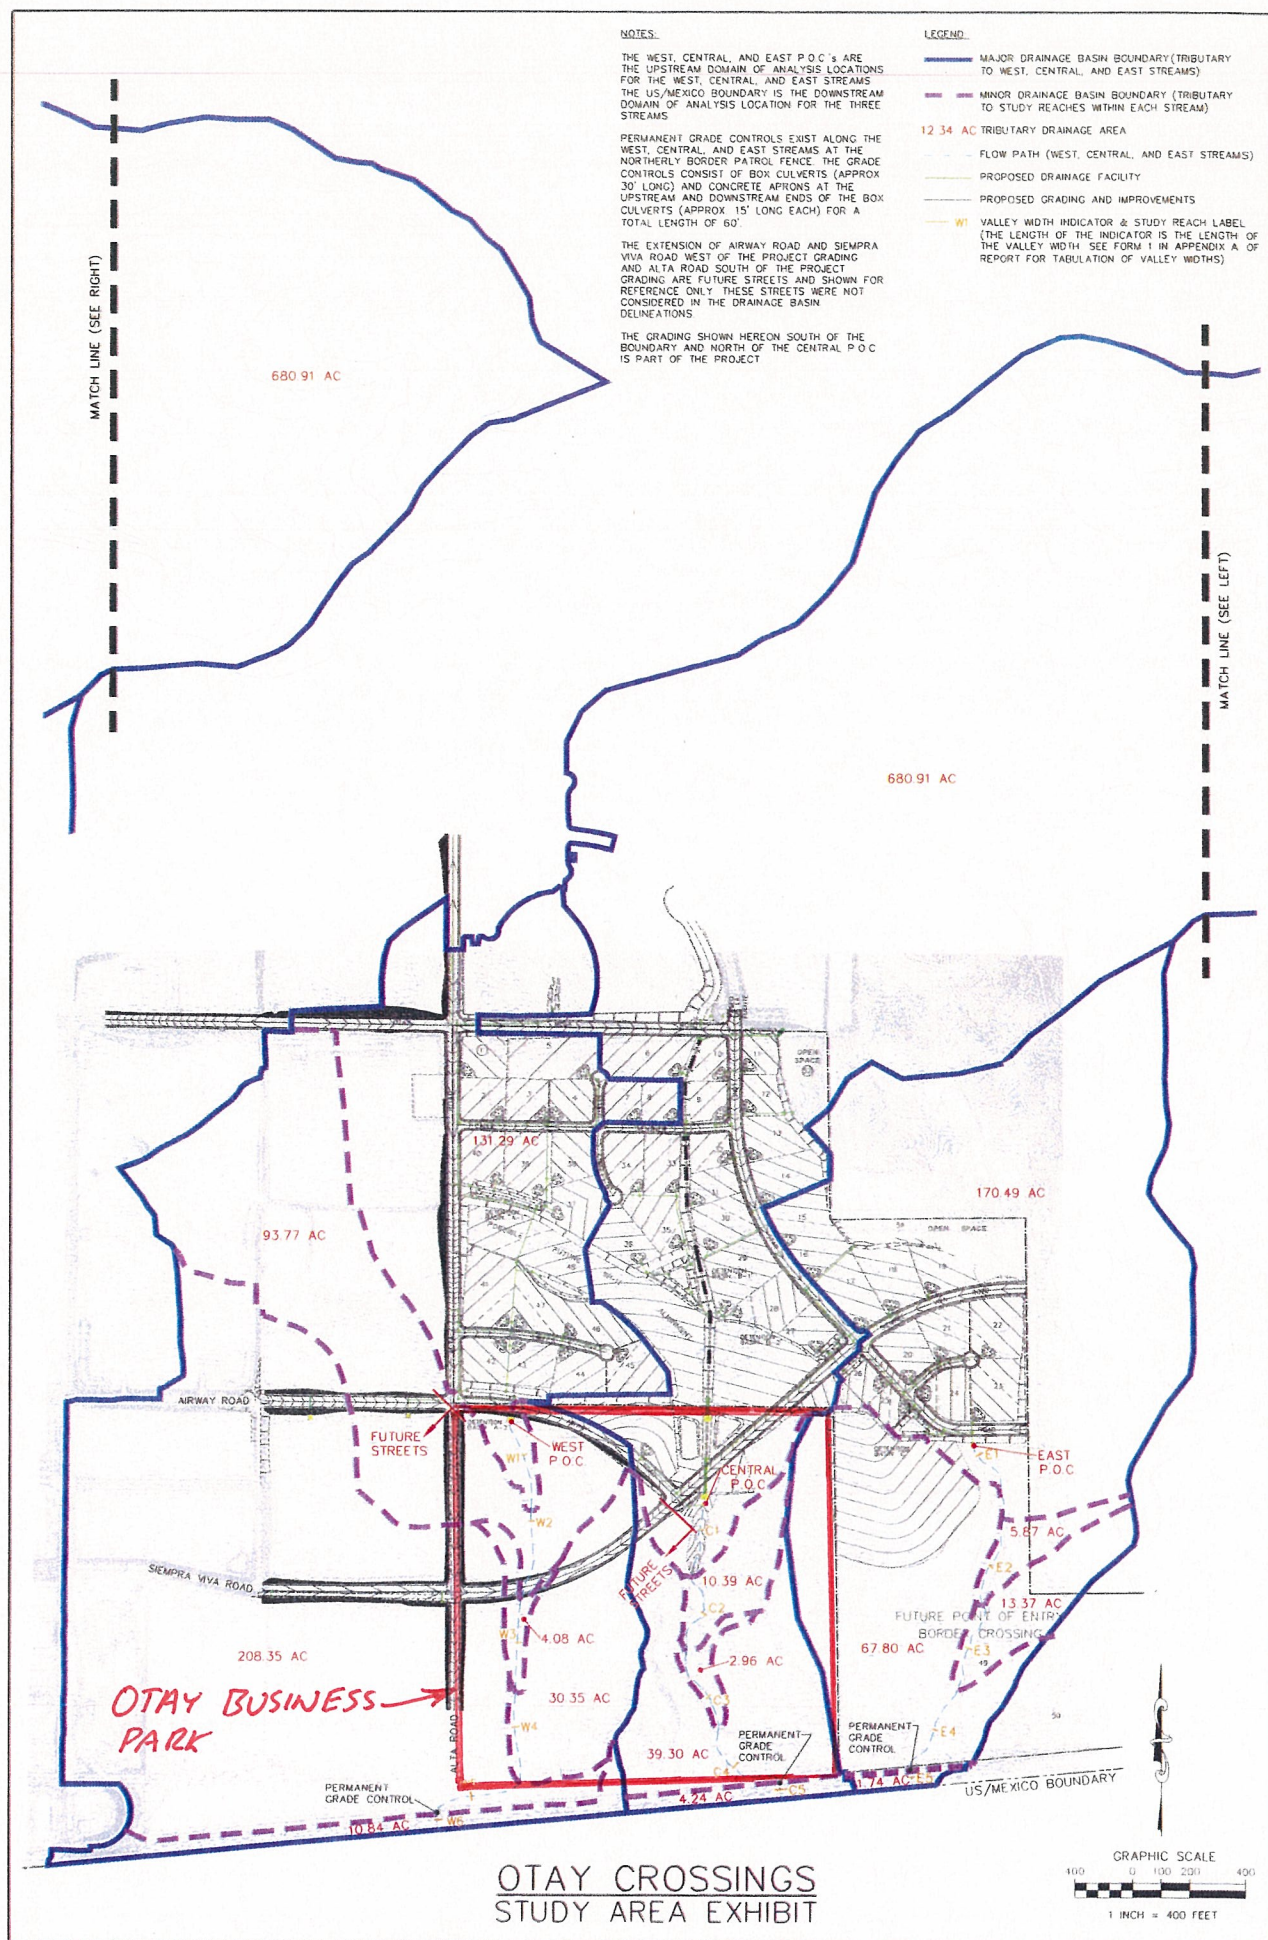 NOTES:
THE WEST, CENTRAL, AND EAST P.O.C.'s ARE
THE UPSTREAM DOMAIN OF ANALYSIS LOCATIONS
FOR THE WEST, CENTRAL, AND EAST STREAMS
THE US/MEXICO BOUNDARY IS THE DOWNSTREAM
DOMAIN OF ANALYSIS LOCATION FOR THE THREE
STREAMS
PERMANENT GRADE CONTROLS EXIST ALONG THE
WEST, CENTRAL, AND EAST STREAMS AT THE
NORTHERLY BORDER PATROL FENCE. THE GRADE
CONTROLS CONSIST OF BOX CULVERTS (APPROX
30' LONG) AND CONCRETE APRONS AT THE
UPSTREAM AND DOWNSTREAM ENDS OF THE BOX
CULVERTS (APPROX 15' LONG EACH) FOR A
TOTAL LENGTH OF 60'.
THE EXTENSION OF AIRWAY ROAD AND SIEMPRA
VIVA ROAD WEST OF THE PROJECT GRADING
AND ALTA ROAD SOUTH OF THE PROJECT
GRADING ARE FUTURE STREETS AND SHOWN FOR
REFERENCE ONLY. THESE STREETS WERE NOT
CONSIDERED IN THE DRAINAGE BASIN
DELINEATIONS
THE GRADING SHOWN HEREON SOUTH OF THE
BOUNDARY AND NORTH OF THE CENTRAL P.O.C
IS PART OF THE PROJECT
LEGEND
MAJOR DRAINAGE BASIN BOUNDARY (TRIBUTARY
TO WEST, CENTRAL, AND EAST STREAMS)
MINOR DRAINAGE BASIN BOUNDARY (TRIBUTARY
TO STUDY REACHES WITHIN EACH STREAM)
12.34 AC TRIBUTARY DRAINAGE AREA
FLOW PATH (WEST, CENTRAL, AND EAST STREAMS)
PROPOSED DRAINAGE FACILITY
PROPOSED GRADING AND IMPROVEMENTS
W1 VALLEY WIDTH INDICATOR & STUDY REACH LABEL
(THE LENGTH OF THE INDICATOR IS THE LENGTH OF
THE VALLEY WIDTH. SEE FORM 1 IN APPENDIX A OF
REPORT FOR TABULATION OF VALLEY WIDTHS)
MATCH LINE (SEE RIGHT)
680.91 AC
MATCH LINE (SEE LEFT)
680.91 AC
OPEN
SPACE
131.29 AC
170.49 AC
OPEN SPACE
93.77 AC
AIRWAY ROAD
FUTURE
STREETS
WEST
P.O.C.
W1
CENTRAL
P.O.C.
EAST
P.O.C
E1
W2
C1
5.87 AC
FUTURE
STREETS
E2
SIEMPRA VIVA ROAD
10.39 AC
C2
13.37 AC
FUTURE POINT OF ENTRY
BORDER CROSSING
W3
4.08 AC
67.80 AC
E3
49
208.35 AC
2.96 AC
OTAY BUSINESS
PARK
30.35 AC
C3
50
W4
ALTA ROAD
39.30 AC
PERMANENT
GRADE
CONTROL
PERMANENT
GRADE
CONTROL
E4
C4
PERMANENT
GRADE CONTROL
C5
1.74 AC
E5
US/MEXICO BOUNDARY
4.24 AC
10.84 AC
W6
OTAY CROSSINGS
STUDY AREA EXHIBIT
GRAPHIC SCALE
400 0 100 200 400
1 INCH = 400 FEET